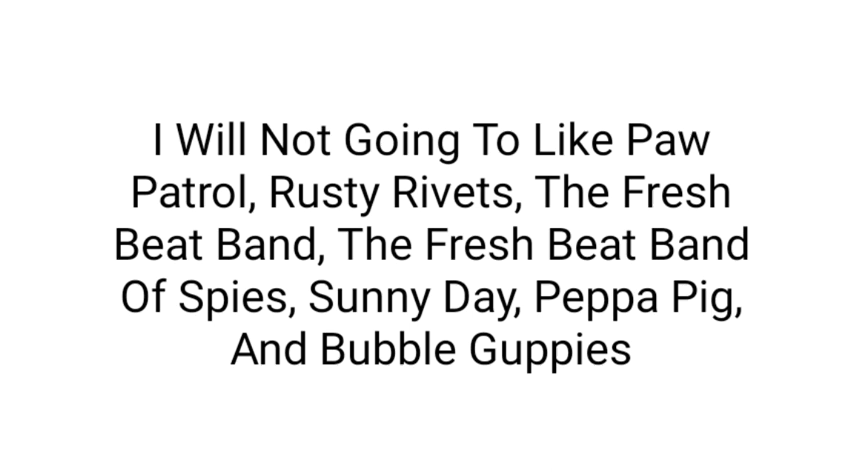 I Will Not Going To Like Paw
Patrol, Rusty Rivets, The Fresh
Beat Band, The Fresh Beat Band
Of Spies, Sunny Day, Peppa Pig,
And Bubble Guppies